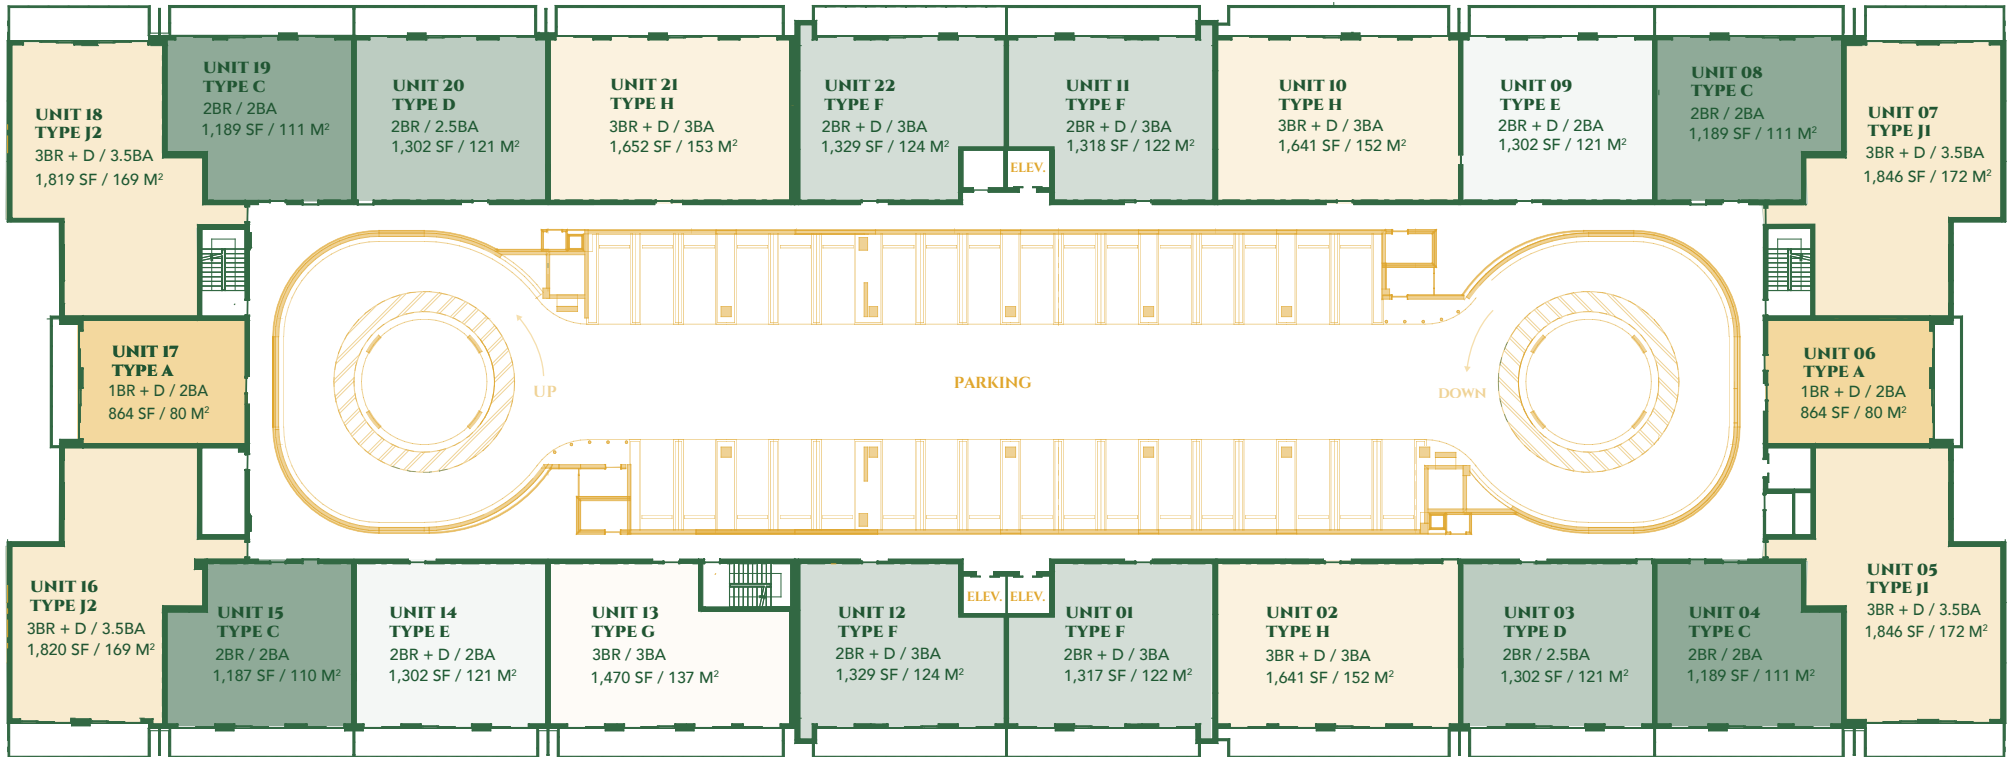 UNIT 18
TYPE J2
3BR + D / 3.5BA
1,819 SF / 169 M²
UNIT 19
TYPE C
2BR / 2BA
1,189 SF / 111 M²
UNIT 20
TYPE D
2BR / 2.5BA
1,302 SF / 121 M²
UNIT 21
TYPE H
3BR + D / 3BA
1,652 SF / 153 M²
UNIT 22
TYPE F
2BR + D / 3BA
1,329 SF / 124 M²
UNIT 11
TYPE F
2BR + D / 3BA
1,318 SF / 122 M²
ELEV.
UNIT 10
TYPE H
3BR + D / 3BA
1,641 SF / 152 M²
UNIT 09
TYPE E
2BR + D / 2BA
1,302 SF / 121 M²
UNIT 08
TYPE C
2BR / 2BA
1,189 SF / 111 M²
UNIT 07
TYPE J1
3BR + D / 3.5BA
1,846 SF / 172 M²
UNIT 17
TYPE A
1BR + D / 2BA
864 SF / 80 M²
UP
PARKING
DOWN
UNIT 06
TYPE A
1BR + D / 2BA
864 SF / 80 M²
UNIT 16
TYPE J2
3BR + D / 3.5BA
1,820 SF / 169 M²
UNIT 15
TYPE C
2BR / 2BA
1,187 SF / 110 M²
UNIT 14
TYPE E
2BR + D / 2BA
1,302 SF / 121 M²
UNIT 13
TYPE G
3BR / 3BA
1,470 SF / 137 M²
UNIT 12
TYPE F
2BR + D / 3BA
1,329 SF / 124 M²
ELEV.
ELEV.
UNIT 01
TYPE F
2BR + D / 3BA
1,317 SF / 122 M²
UNIT 02
TYPE H
3BR + D / 3BA
1,641 SF / 152 M²
UNIT 03
TYPE D
2BR / 2.5BA
1,302 SF / 121 M²
UNIT 04
TYPE C
2BR / 2BA
1,189 SF / 111 M²
UNIT 05
TYPE J1
3BR + D / 3.5BA
1,846 SF / 172 M²